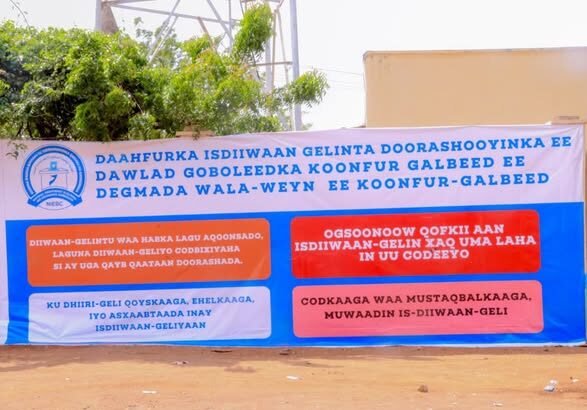 DAAHFURKA ISDIIWAAN GELINTA DOORASHOOYINKA EE
DAWLAD GOBOLEEDKA KOONFUR GALBEED EE
DEGMADA WALA-WEYN EE KOONFUR-GALBEED
NIEBC
DIIWAAN-GELINTU WAA HABKA LAGU AQOONSADO,
LAGUNA DIIWAAN-GELIYO CODBIXIYAHA
SI AY UGA QAYB QAATAAN DOORASHADA.
OGSOONOOW QOFKII AAN
ISDIIWAAN-GELIN XAQ UMA LAHA
IN UU CODEEYO
KU DHIIRI-GELI QOYSKAAGA, EHELKAAGA,
IYO ASXAABTAADA INAY
ISDIIWAAN-GELIYAAN
CODKAAGA WAA MUSTAQBALKAAGA,
MUWAADIN IS-DIIWAAN-GELI